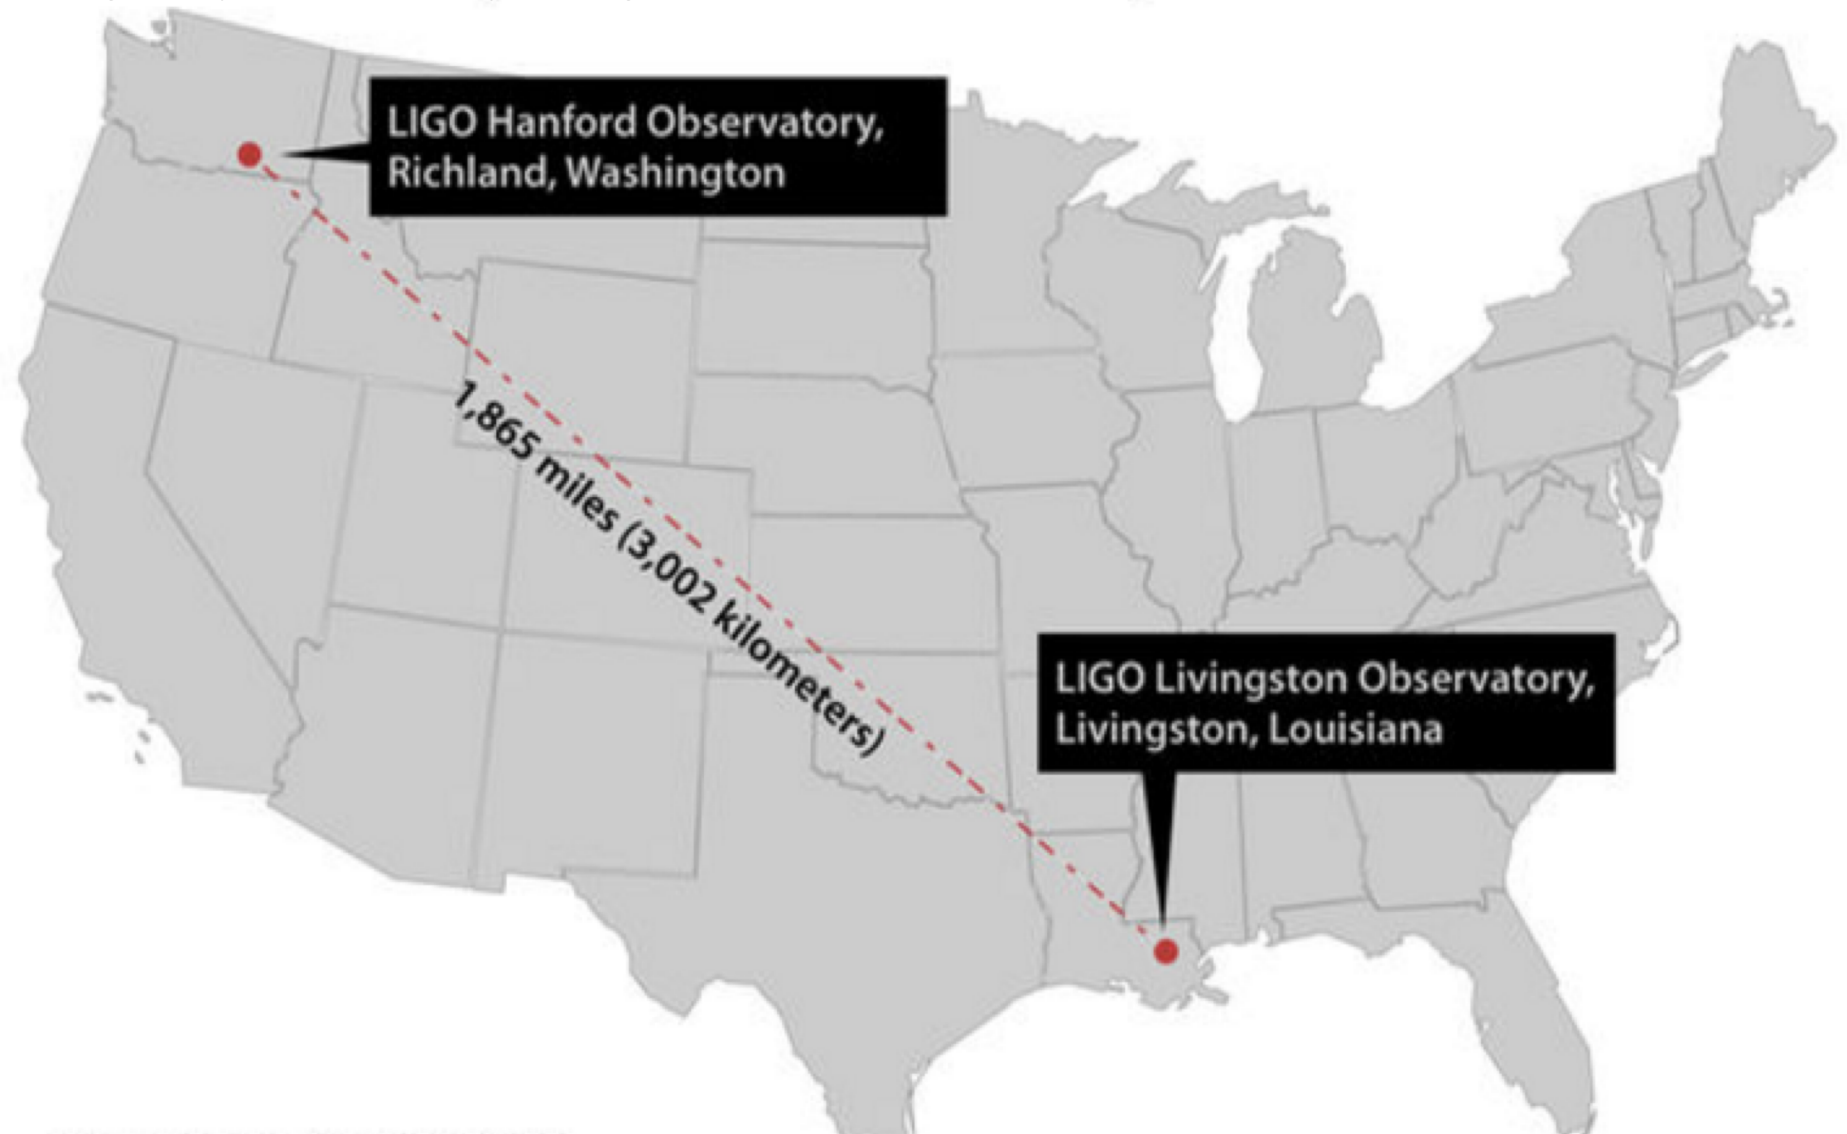 LIGO Hanford Observatory,
Richland, Washington
1,865 miles (3,002 kilometers)
LIGO Livingston Observatory,
Livingston, Louisiana